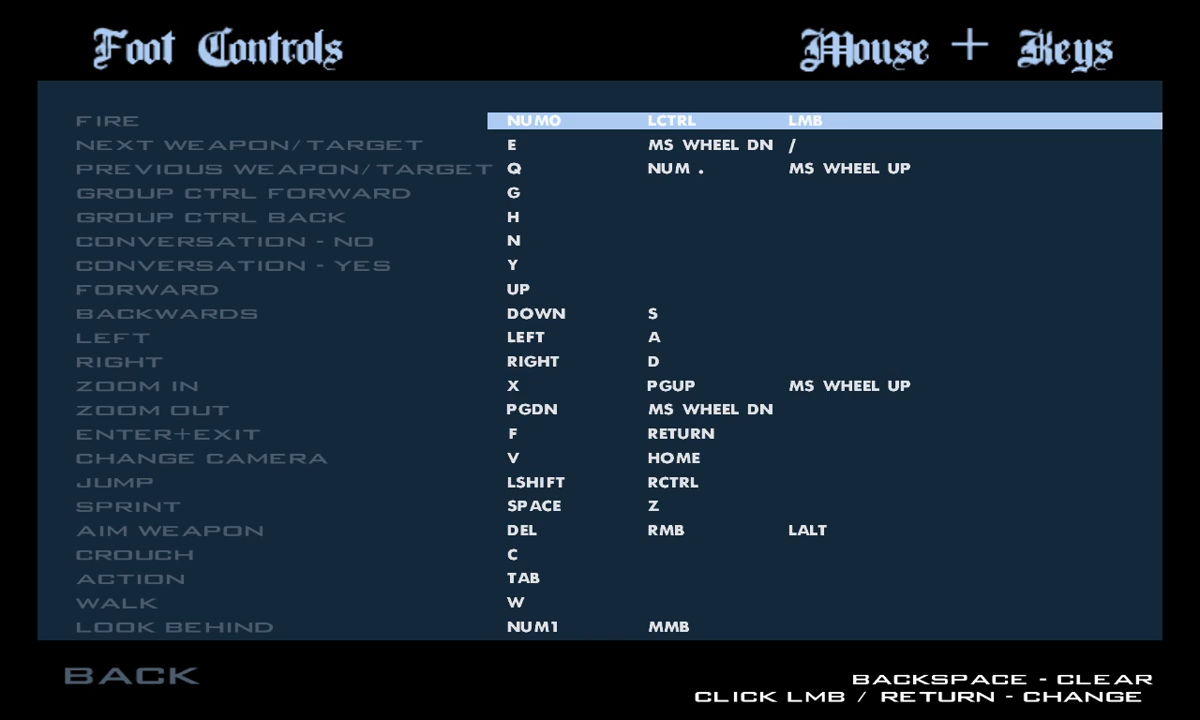 Foot Controls Mouse + Keys
FIRE NUM0 LCTRL LMB
NEXT WEAPON/TARGET E MS WHEEL DN /
PREVIOUS WEAPON/TARGET Q NUM . MS WHEEL UP
GROUP CTRL FORWARD G
GROUP CTRL BACK H
CONVERSATION - NO N
CONVERSATION - YES Y
FORWARD UP
BACKWARDS DOWN S
LEFT LEFT A
RIGHT RIGHT D
ZOOM IN X PGUP MS WHEEL UP
ZOOM OUT PGDN MS WHEEL DN
ENTER+EXIT F RETURN
CHANGE CAMERA V HOME
JUMP LSHIFT RCTRL
SPRINT SPACE Z
AIM WEAPON DEL RMB LALT
CROUCH C
ACTION TAB
WALK W
LOOK BEHIND NUM1 MMB
BACK
BACKSPACE - CLEAR
CLICK LMB / RETURN - CHANGE